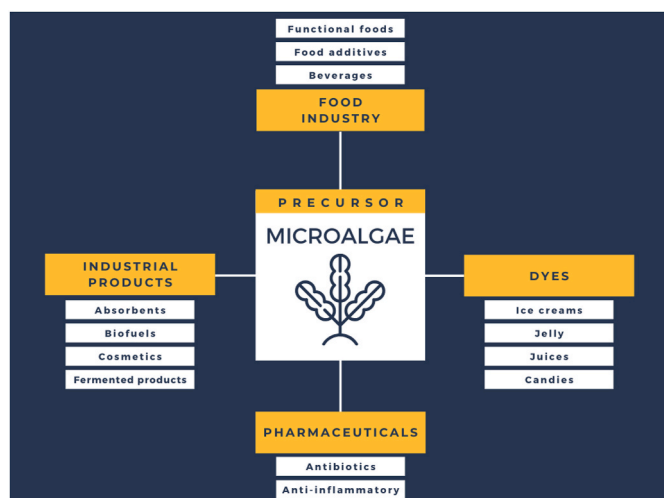 Functional foods
Food additives
Beverages
FOOD
INDUSTRY
PRECURSOR
MICROALGAE
INDUSTRIAL
PRODUCTS
Absorbents
Biofuels
Cosmetics
Fermented products
DYES
Ice creams
Jelly
Juices
Candies
PHARMACEUTICALS
Antibiotics
Anti-inflammatory